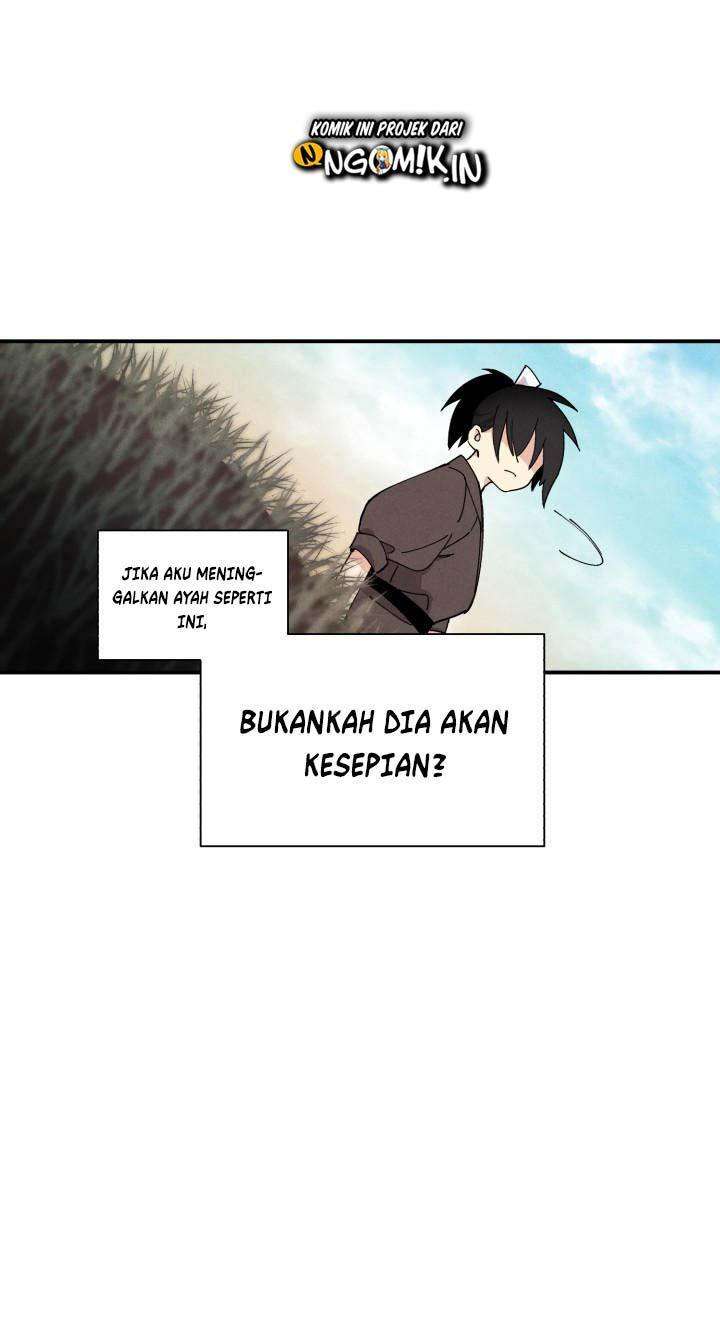 KOMIK INI PROJEK DARI
NGOMIK.IN
JIKA AKU MENING-
GALKAN AYAH SEPERTI
INI,
BUKANKAH DIA AKAN
KESEPIAN?